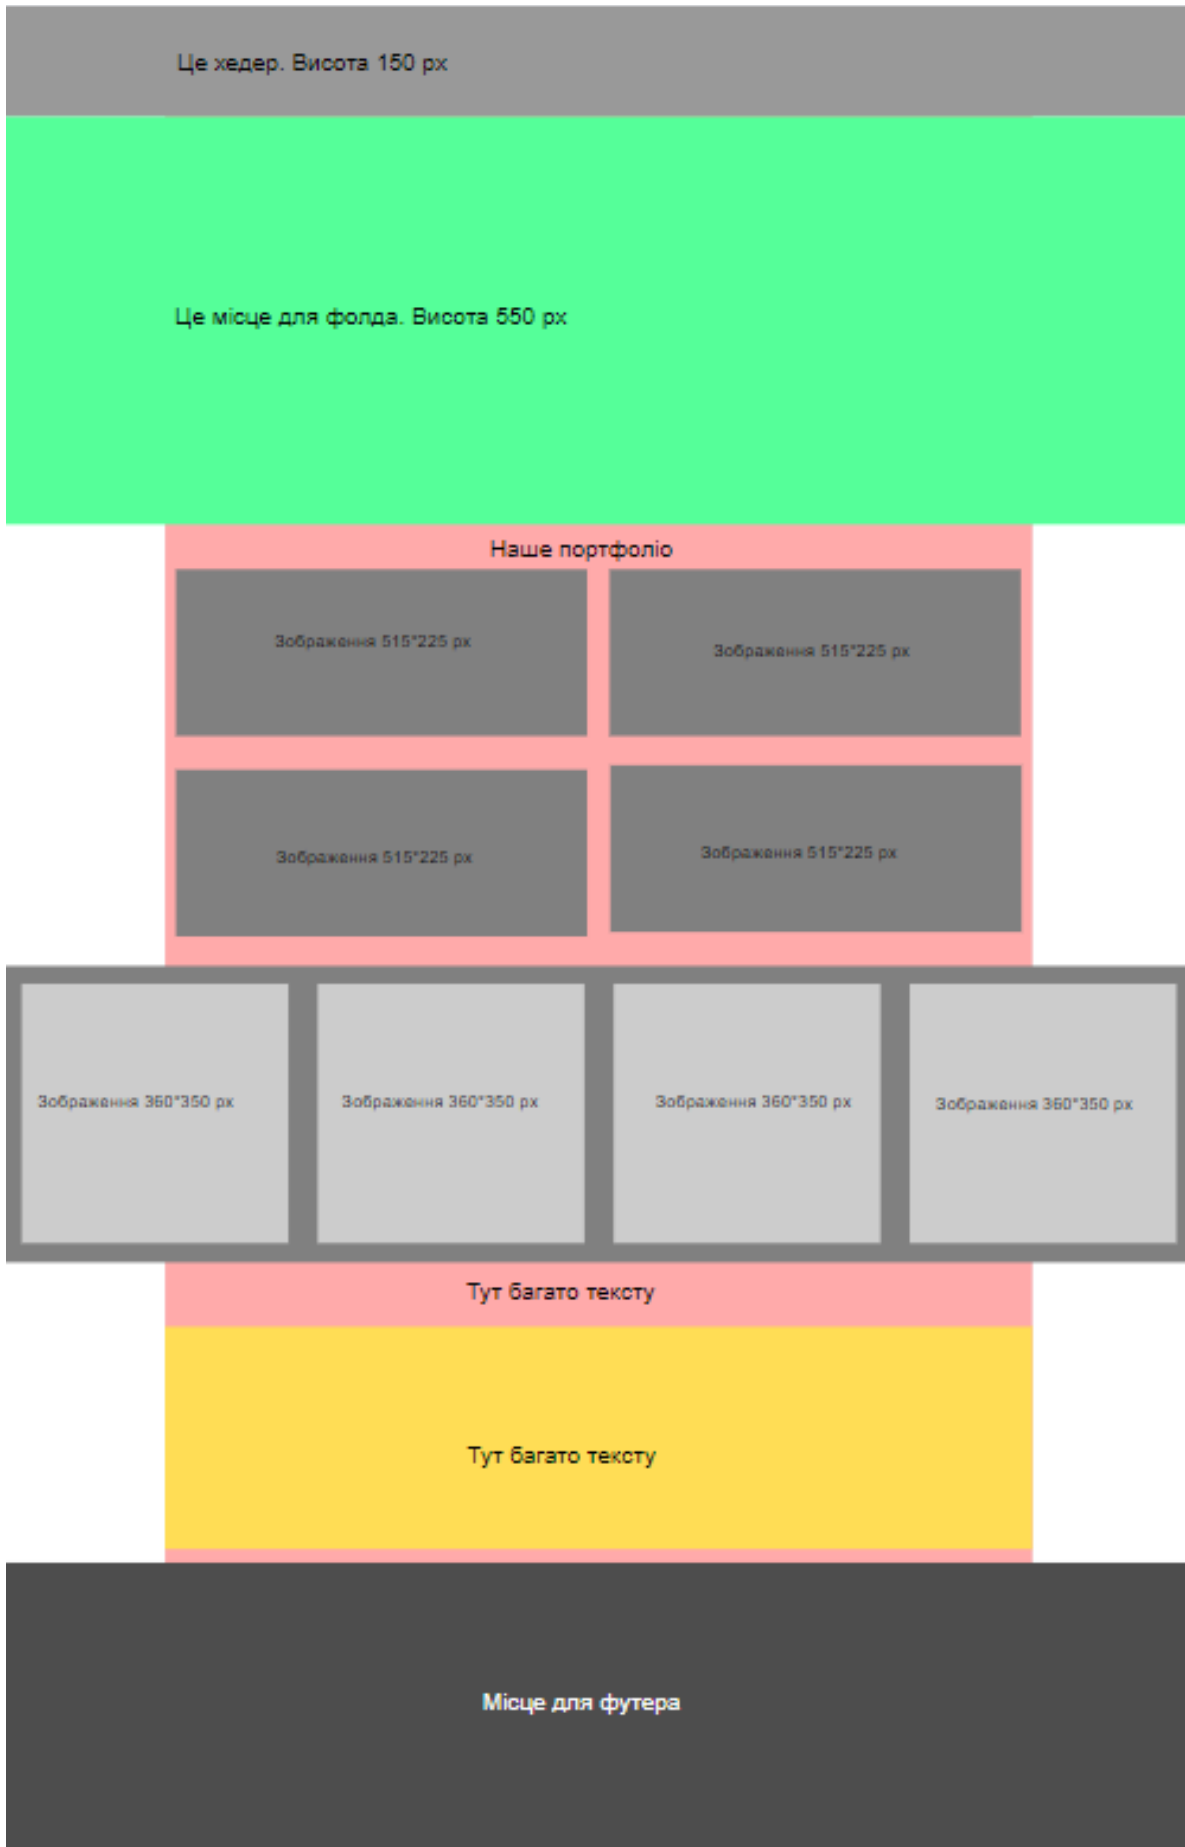 Це хедер. Висота 150 px
Це місце для фолда. Висота 550 px
Наше портфоліо
Зображення 515*225 px
Зображення 515*225 px
Зображення 515*225 px
Зображення 515*225 px
Зображення 360*350 px
Зображення 360*350 px
Зображення 360*350 px
Зображення 360*350 px
Тут багато тексту
Тут багато тексту
Місце для футера